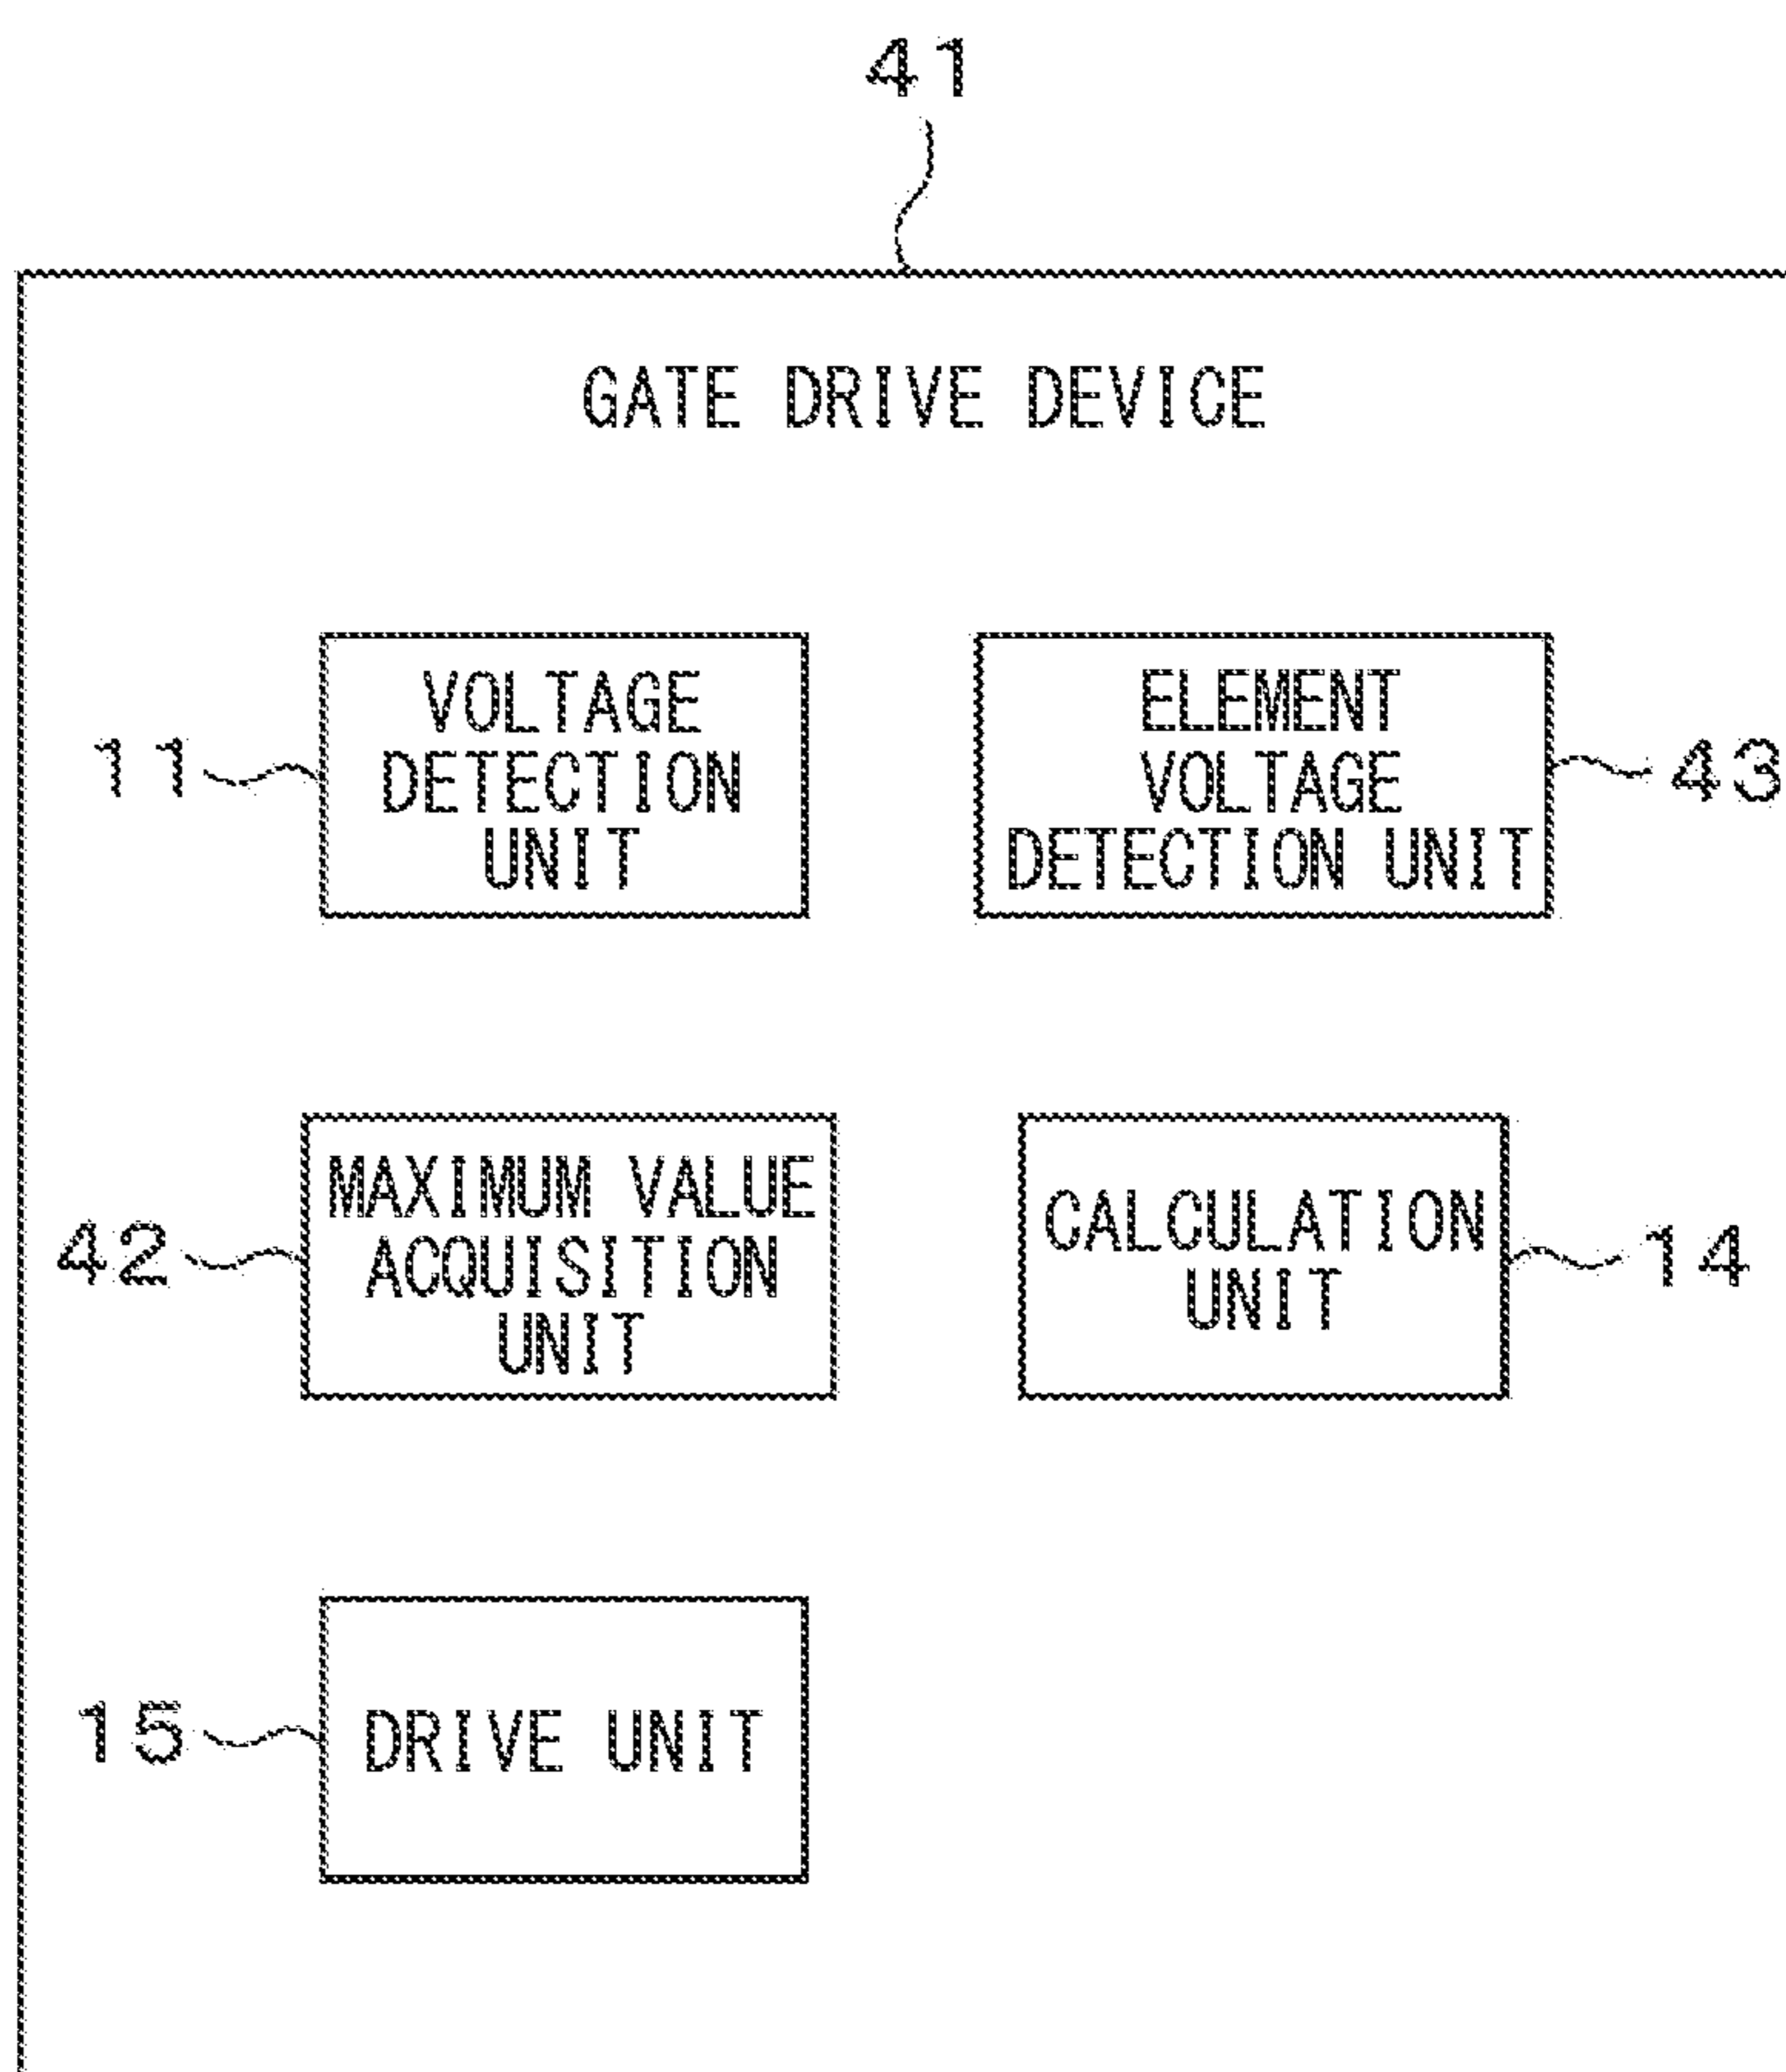 41
GATE DRIVE DEVICE
11
VOLTAGE
DETECTION
UNIT
ELEMENT
VOLTAGE
DETECTION UNIT
43
42
MAXIMUM VALUE
ACQUISITION
UNIT
CALCULATION
UNIT
14
15
DRIVE UNIT